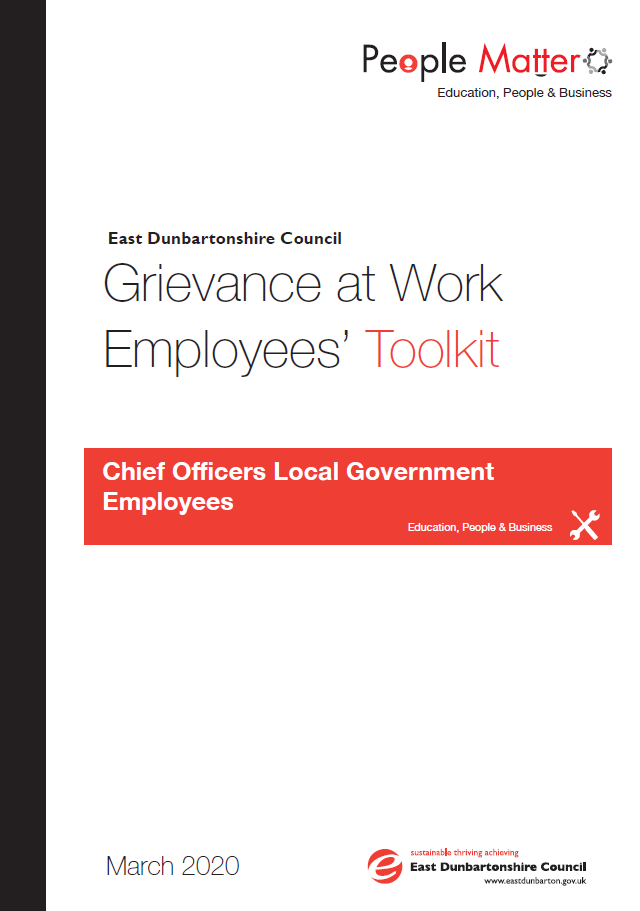 People Matter
Education, People & Business
East Dunbartonshire Council
Grievance at Work
Employees’ Toolkit
Chief Officers Local Government
Employees
Education, People & Business
March 2020
sustainable thriving achieving
East Dunbartonshire Council
www.eastdunbarton.gov.uk